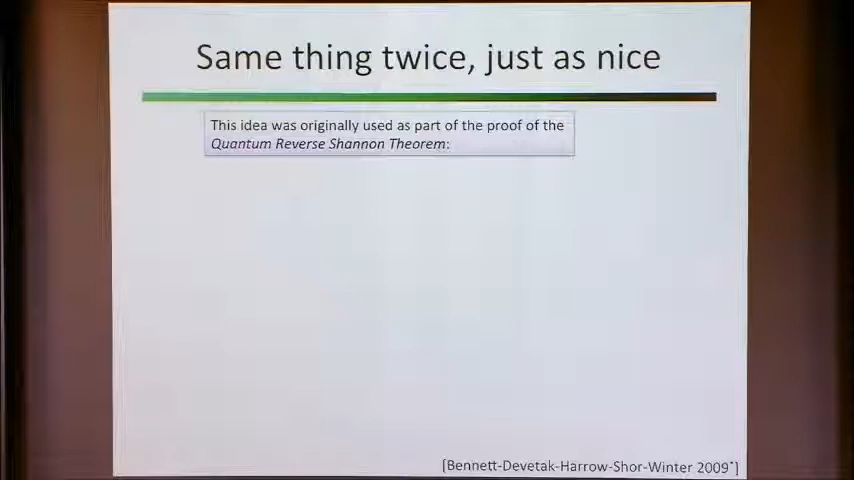 Same thing twice, just as nice
This idea was originally used as part of the proof of the
Quantum Reverse Shannon Theorem:
[Bennett-Devetak-Harrow-Shor-Winter 2009*]